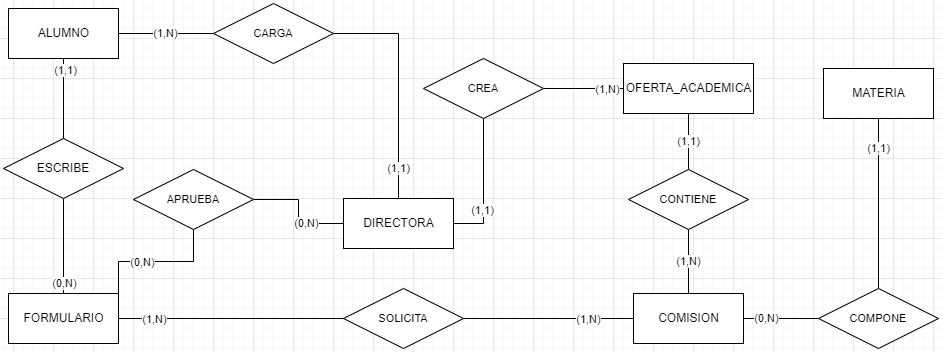 ALUMNO
(1,N)
CARGA
(1,1)
CREA
(1,N)
OFERTA_ACADEMICA
MATERIA
(1,1)
(1,1)
ESCRIBE
(1,1)
APRUEBA
CONTIENE
(1,1)
(0,N)
DIRECTORA
(0,N)
(1,N)
(0,N)
FORMULARIO
(1,N)
SOLICITA
(1,N)
COMISION
(0,N)
COMPONE